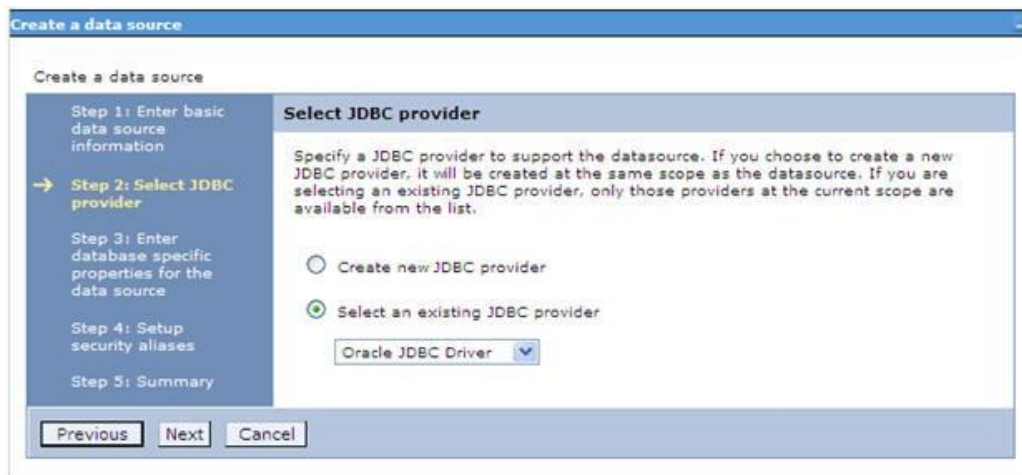 Create a data source
Create a data source
Step 1: Enter basic
data source
information
Step 2: Select JDBC
provider
Step 3: Enter
database specific
properties for the
data source
Step 4: Setup
security aliases
Step 5: Summary
Select JDBC provider
Specify a JDBC provider to support the datasource. If you choose to create a new
JDBC provider, it will be created at the same scope as the datasource. If you are
selecting an existing JDBC provider, only those providers at the current scope are
available from the list.
Create new JDBC provider
Select an existing JDBC provider
Oracle JDBC Driver
Previous Next Cancel